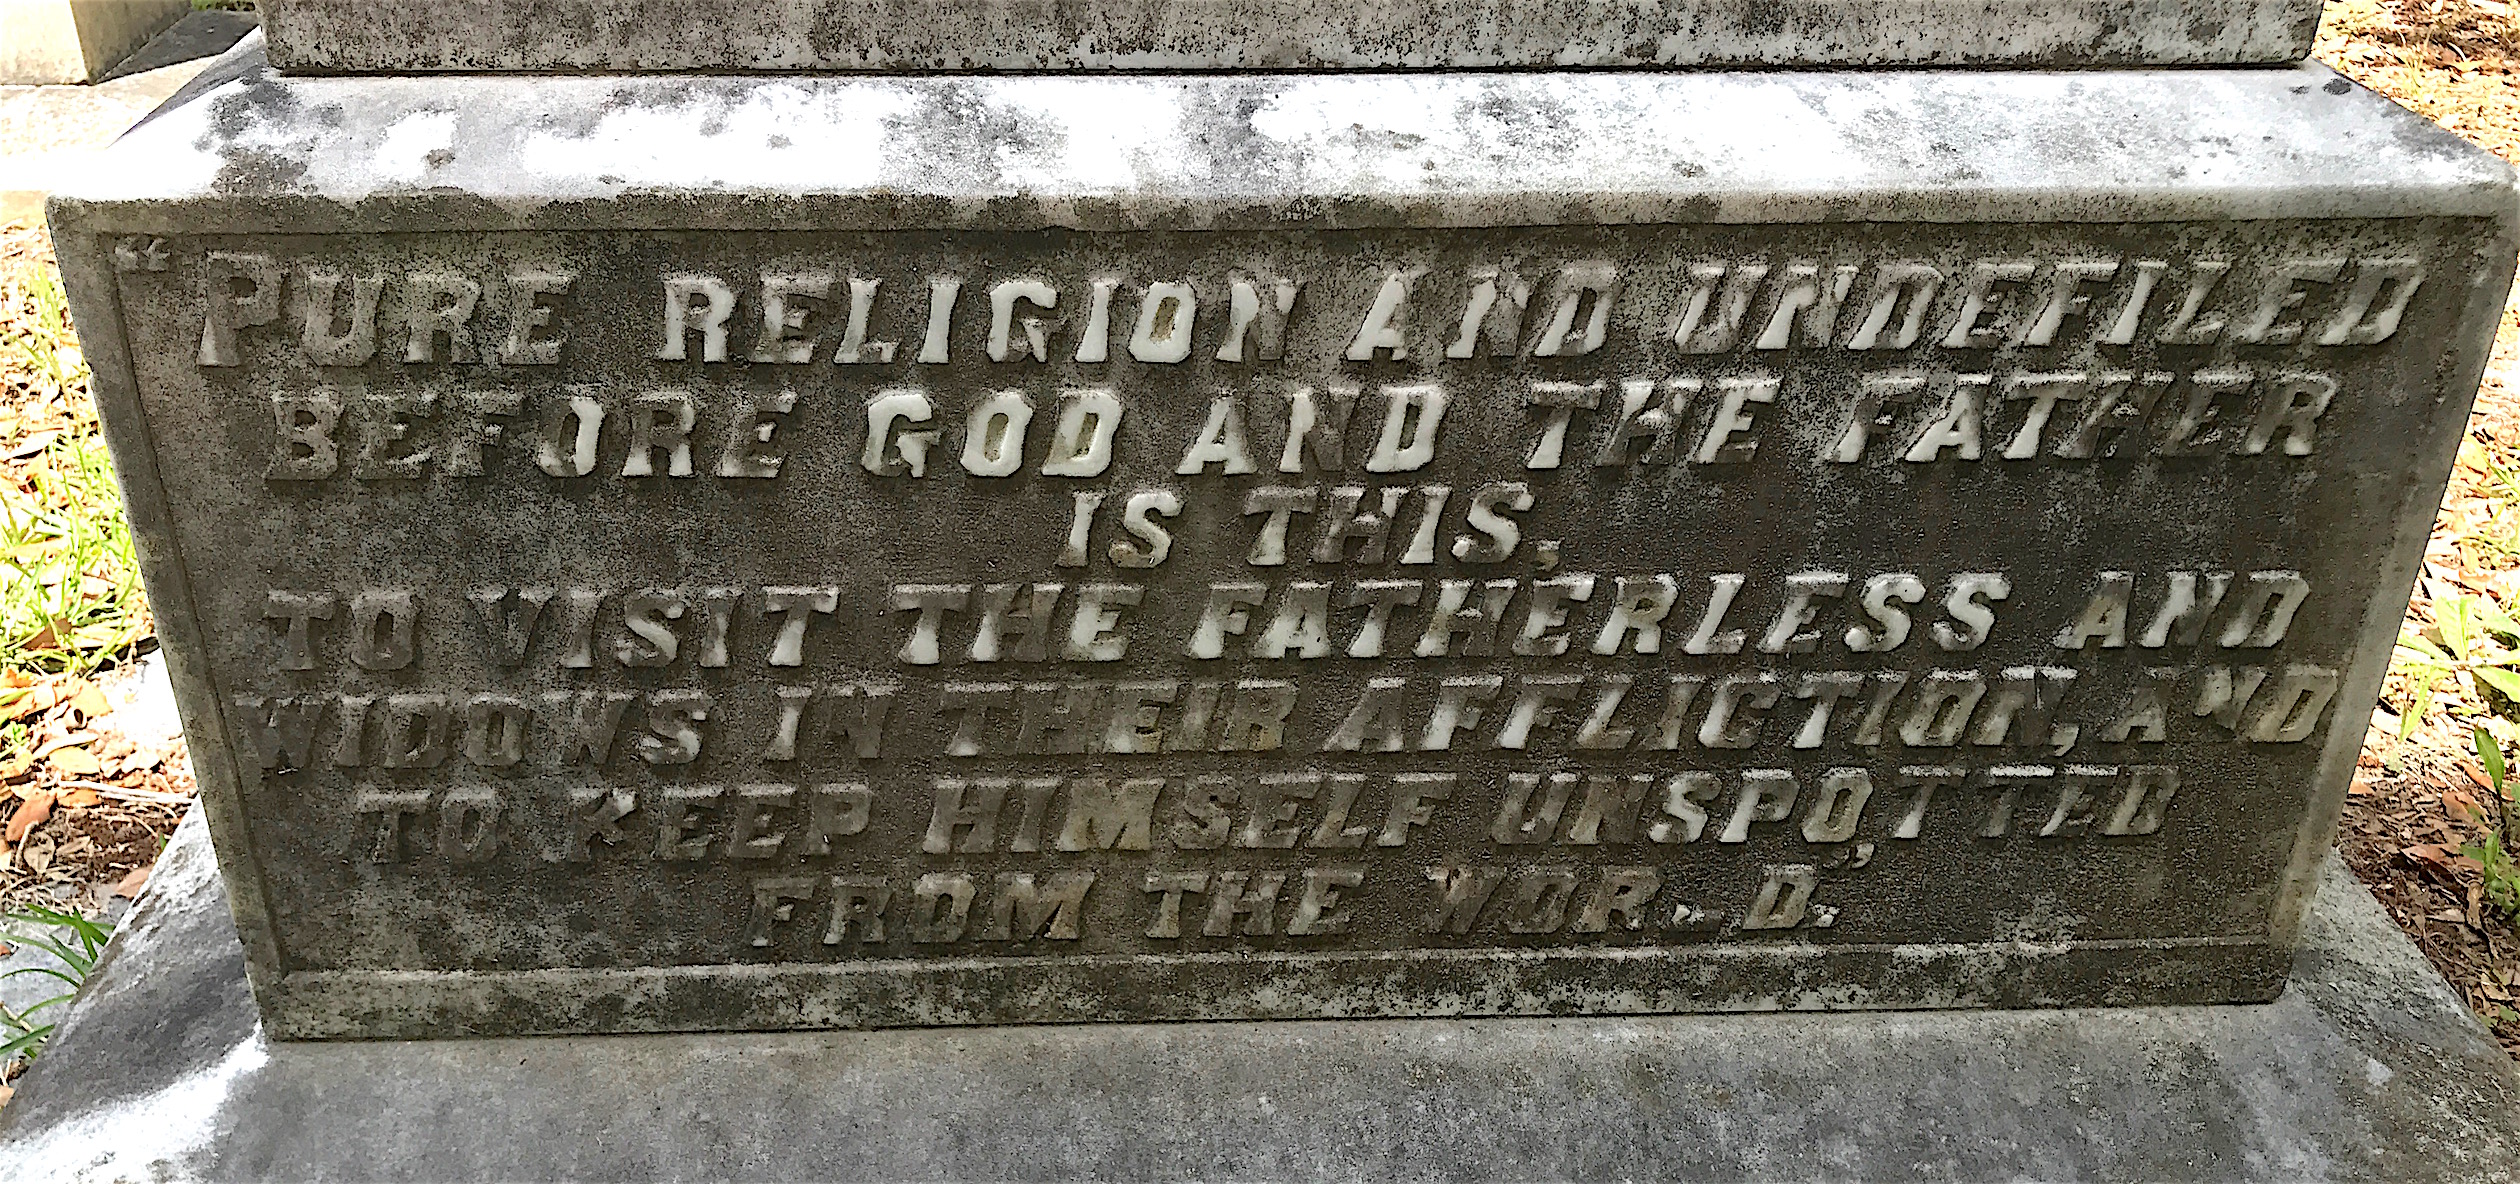 “PURE RELIGION AND UNDEFILED
BEFORE GOD AND THE FATHER
IS THIS,
TO VISIT THE FATHERLESS AND
WIDOWS IN THEIR AFFLICTION, AND
TO KEEP HIMSELF UNSPOTTED
FROM THE WORLD.”